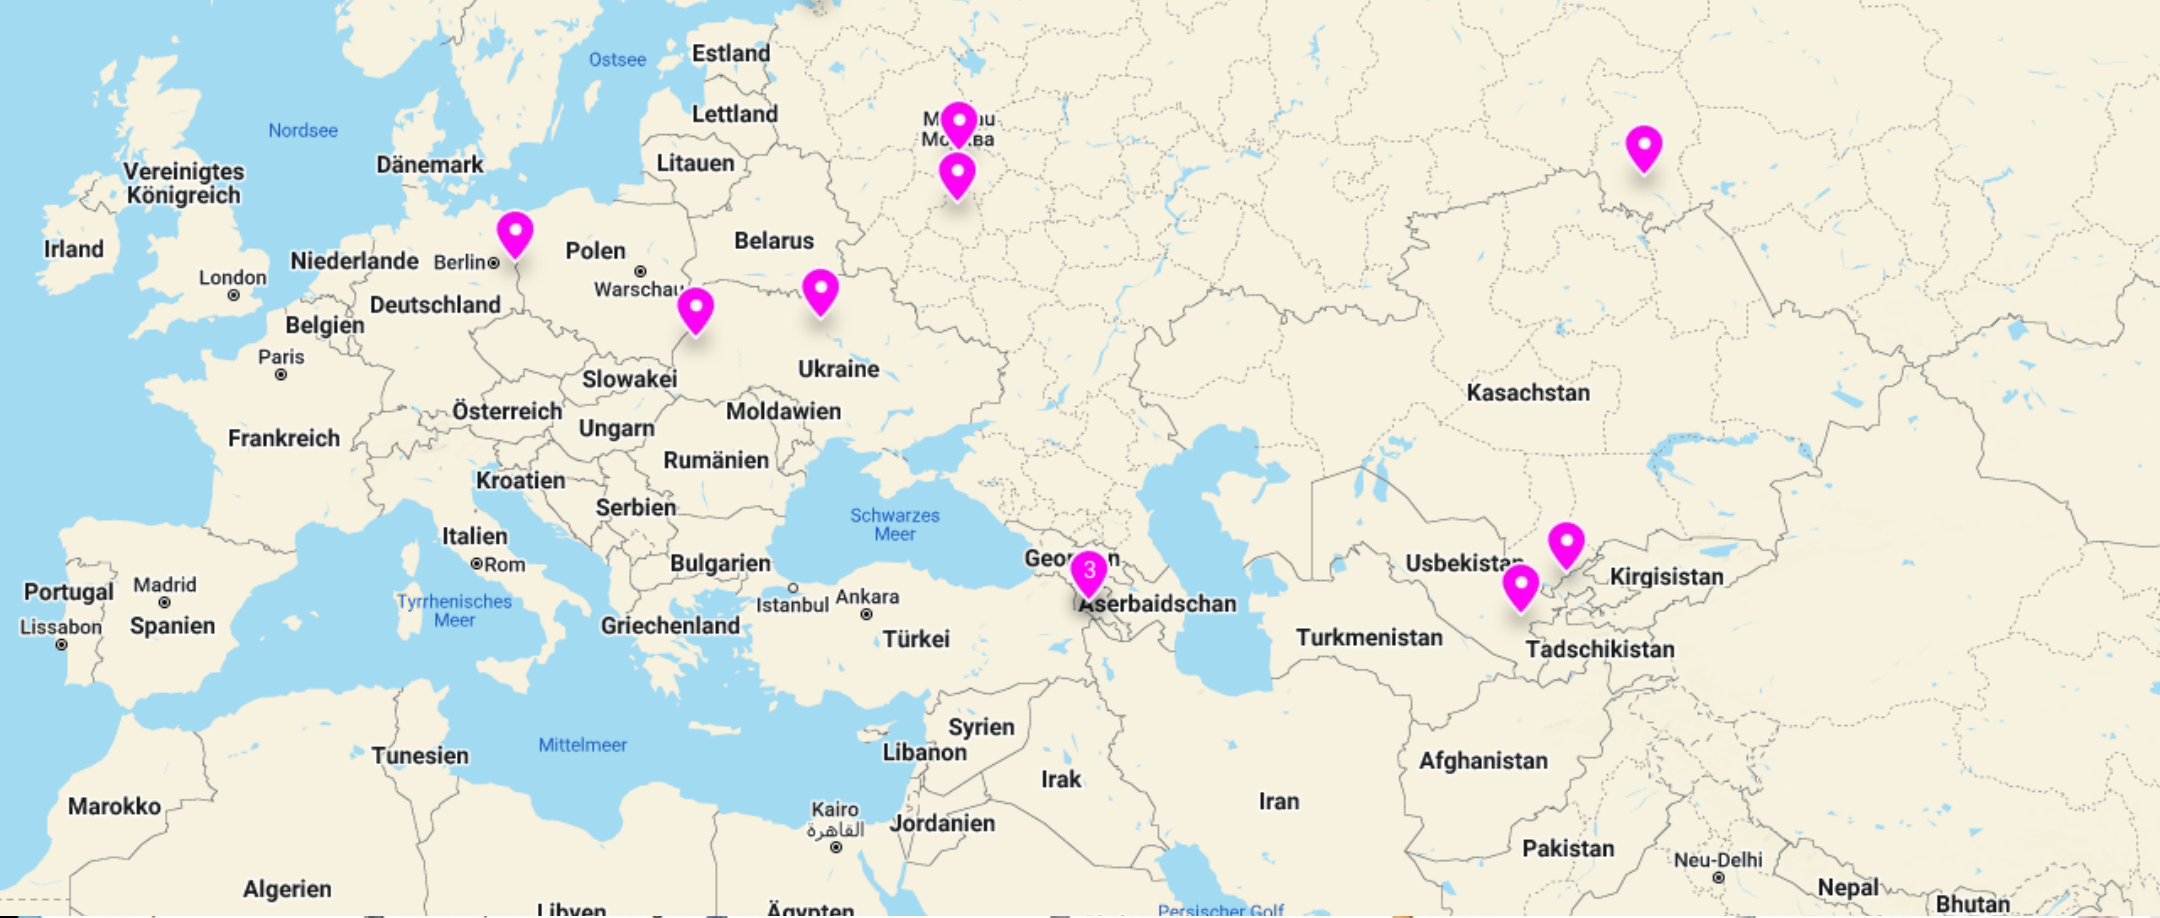 Estland
Ostsee
Lettland
Nordsee
Litauen
Dänemark
Vereinigtes
Königreich
Belarus
Irland
Polen
Niederlande
Berlin
London
Warschau
Deutschland
Belgien
Paris
Ukraine
Slowakei
Kasachstan
Österreich
Moldawien
Ungarn
Frankreich
Rumänien
Kroatien
Serbien
Schwarzes
Meer
Italien
Rom
Bulgarien
3
Usbekistan
Kirgisistan
Portugal
Madrid
Lissabon
Spanien
Tyrrhenisches
Meer
Istanbul
Ankara
Aserbaidschan
Griechenland
Türkei
Turkmenistan
Tadschikistan
Syrien
Mittelmeer
Libanon
Tunesien
Afghanistan
Irak
Iran
Marokko
Kairo
القاهرة
Jordanien
Pakistan
Neu-Delhi
Algerien
Nepal
Bhutan
Libyen
Ägypten
Persischer Golf